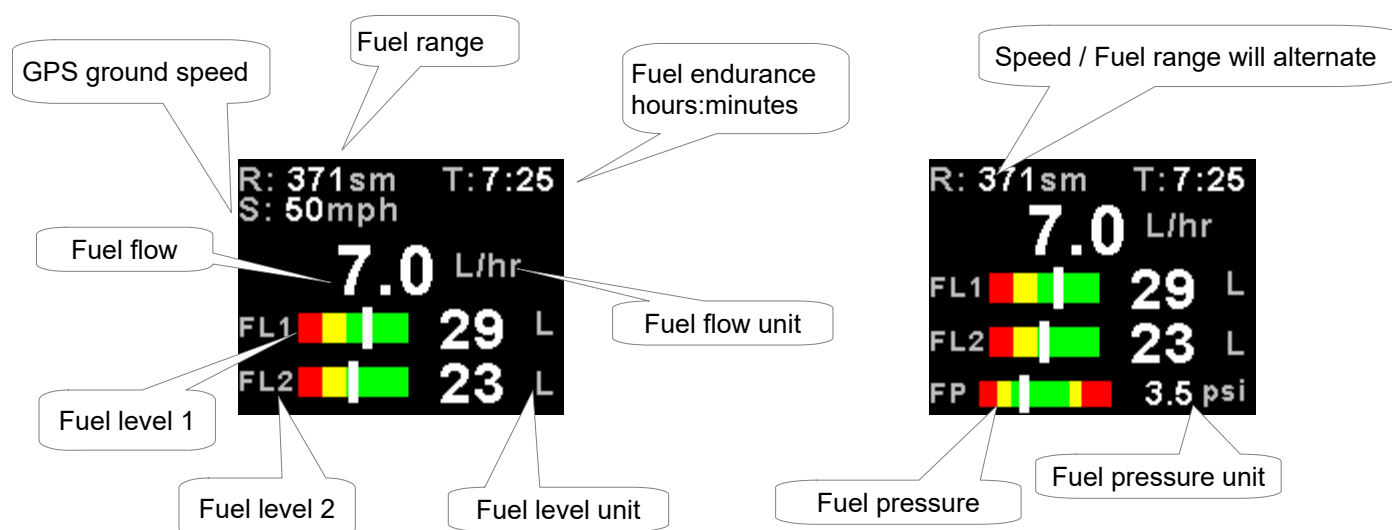 Fuel range
GPS ground speed
Fuel endurance
hours:minutes
Speed / Fuel range will alternate
R: 371sm T:7:25
S: 50mph
Fuel flow
7.0 L/hr
Fuel flow unit
FL1 29 L
FL2 23 L
Fuel level 1
Fuel level 2
Fuel level unit
R: 371sm T:7:25
7.0 L/hr
FL1 29 L
FL2 23 L
FP 3.5 psi
Fuel pressure unit
Fuel pressure